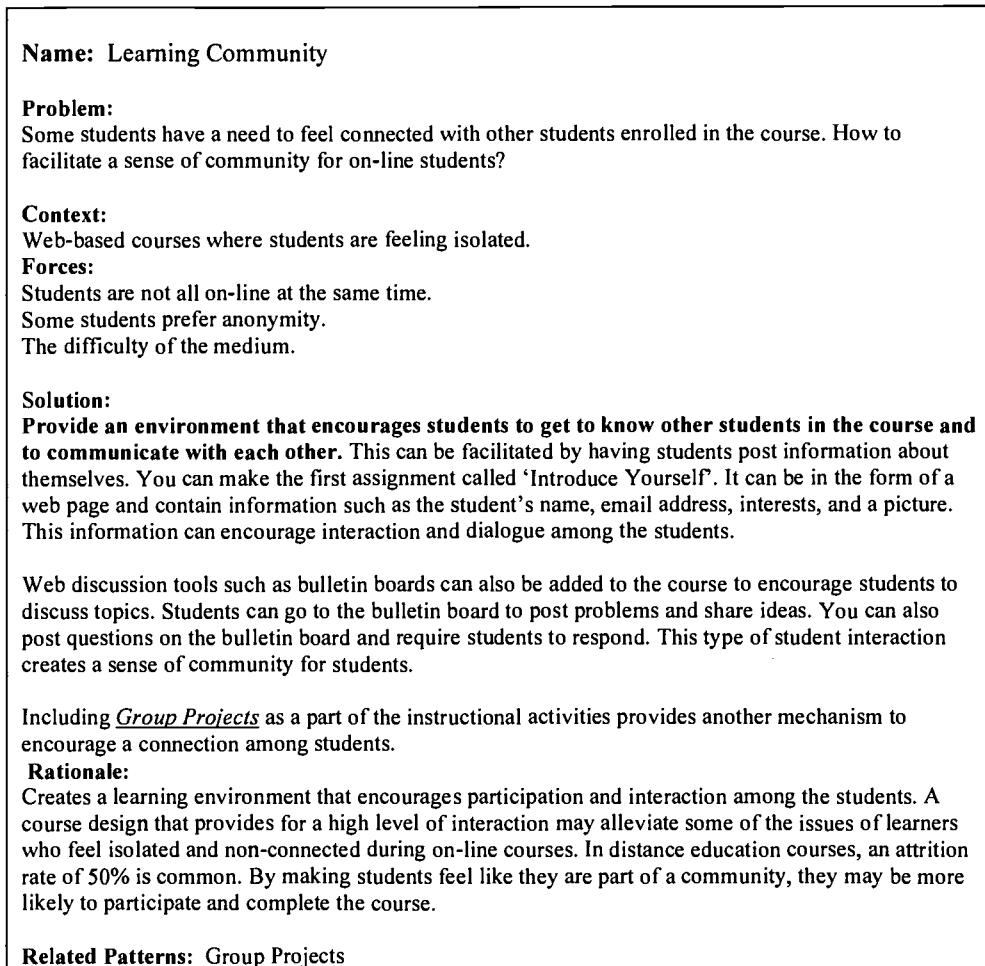 Name: Learning Community
Problem:
Some students have a need to feel connected with other students enrolled in the course. How to
facilitate a sense of community for on-line students?
Context:
Web-based courses where students are feeling isolated.
Forces:
Students are not all on-line at the same time.
Some students prefer anonymity.
The difficulty of the medium.
Solution:
Provide an environment that encourages students to get to know other students in the course and
to communicate with each other. This can be facilitated by having students post information about
themselves. You can make the first assignment called ‘Introduce Yourself’. It can be in the form of a
web page and contain information such as the student’s name, email address, interests, and a picture.
This information can encourage interaction and dialogue among the students.
Web discussion tools such as bulletin boards can also be added to the course to encourage students to
discuss topics. Students can go to the bulletin board to post problems and share ideas. You can also
post questions on the bulletin board and require students to respond. This type of student interaction
creates a sense of community for students.
Including Group Projects as a part of the instructional activities provides another mechanism to
encourage a connection among students.
Rationale:
Creates a learning environment that encourages participation and interaction among the students. A
course design that provides for a high level of interaction may alleviate some of the issues of learners
who feel isolated and non-connected during on-line courses. In distance education courses, an attrition
rate of 50% is common. By making students feel like they are part of a community, they may be more
likely to participate and complete the course.
Related Patterns: Group Projects